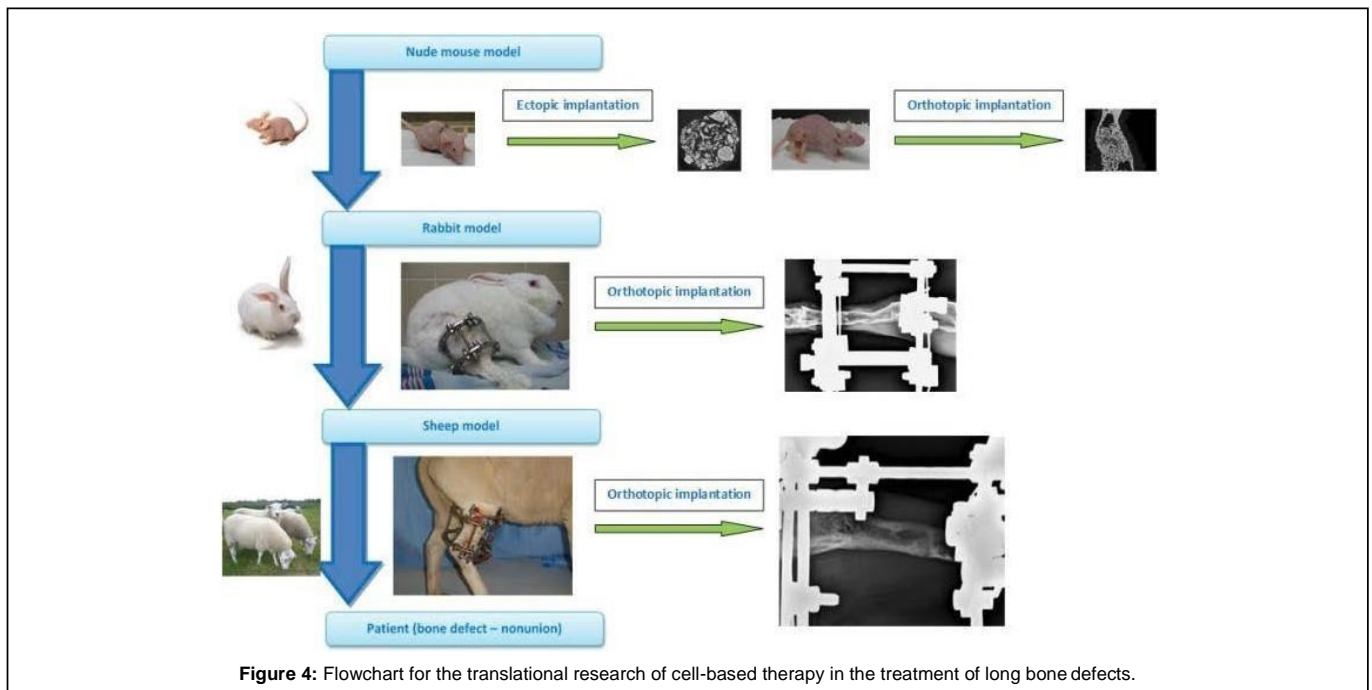 Nude mouse model
Ectopic implantation
Orthotopic implantation
Rabbit model
Orthotopic implantation
Sheep model
Orthotopic implantation
Patient (bone defect – nonunion)
Figure 4: Flowchart for the translational research of cell-based therapy in the treatment of long bone defects.